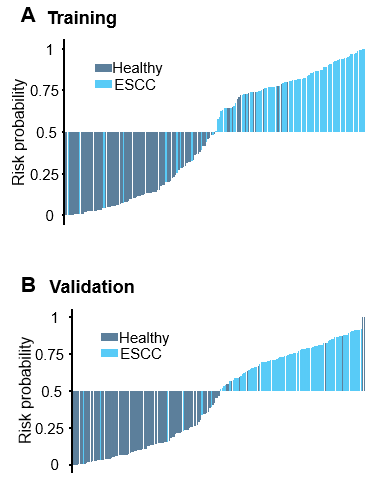 A Training
1
Healthy
ESCC
0.75
0.5
0.25
0
Risk probability
B Validation
1
Healthy
ESCC
0.75
0.5
0.25
0
Risk probability